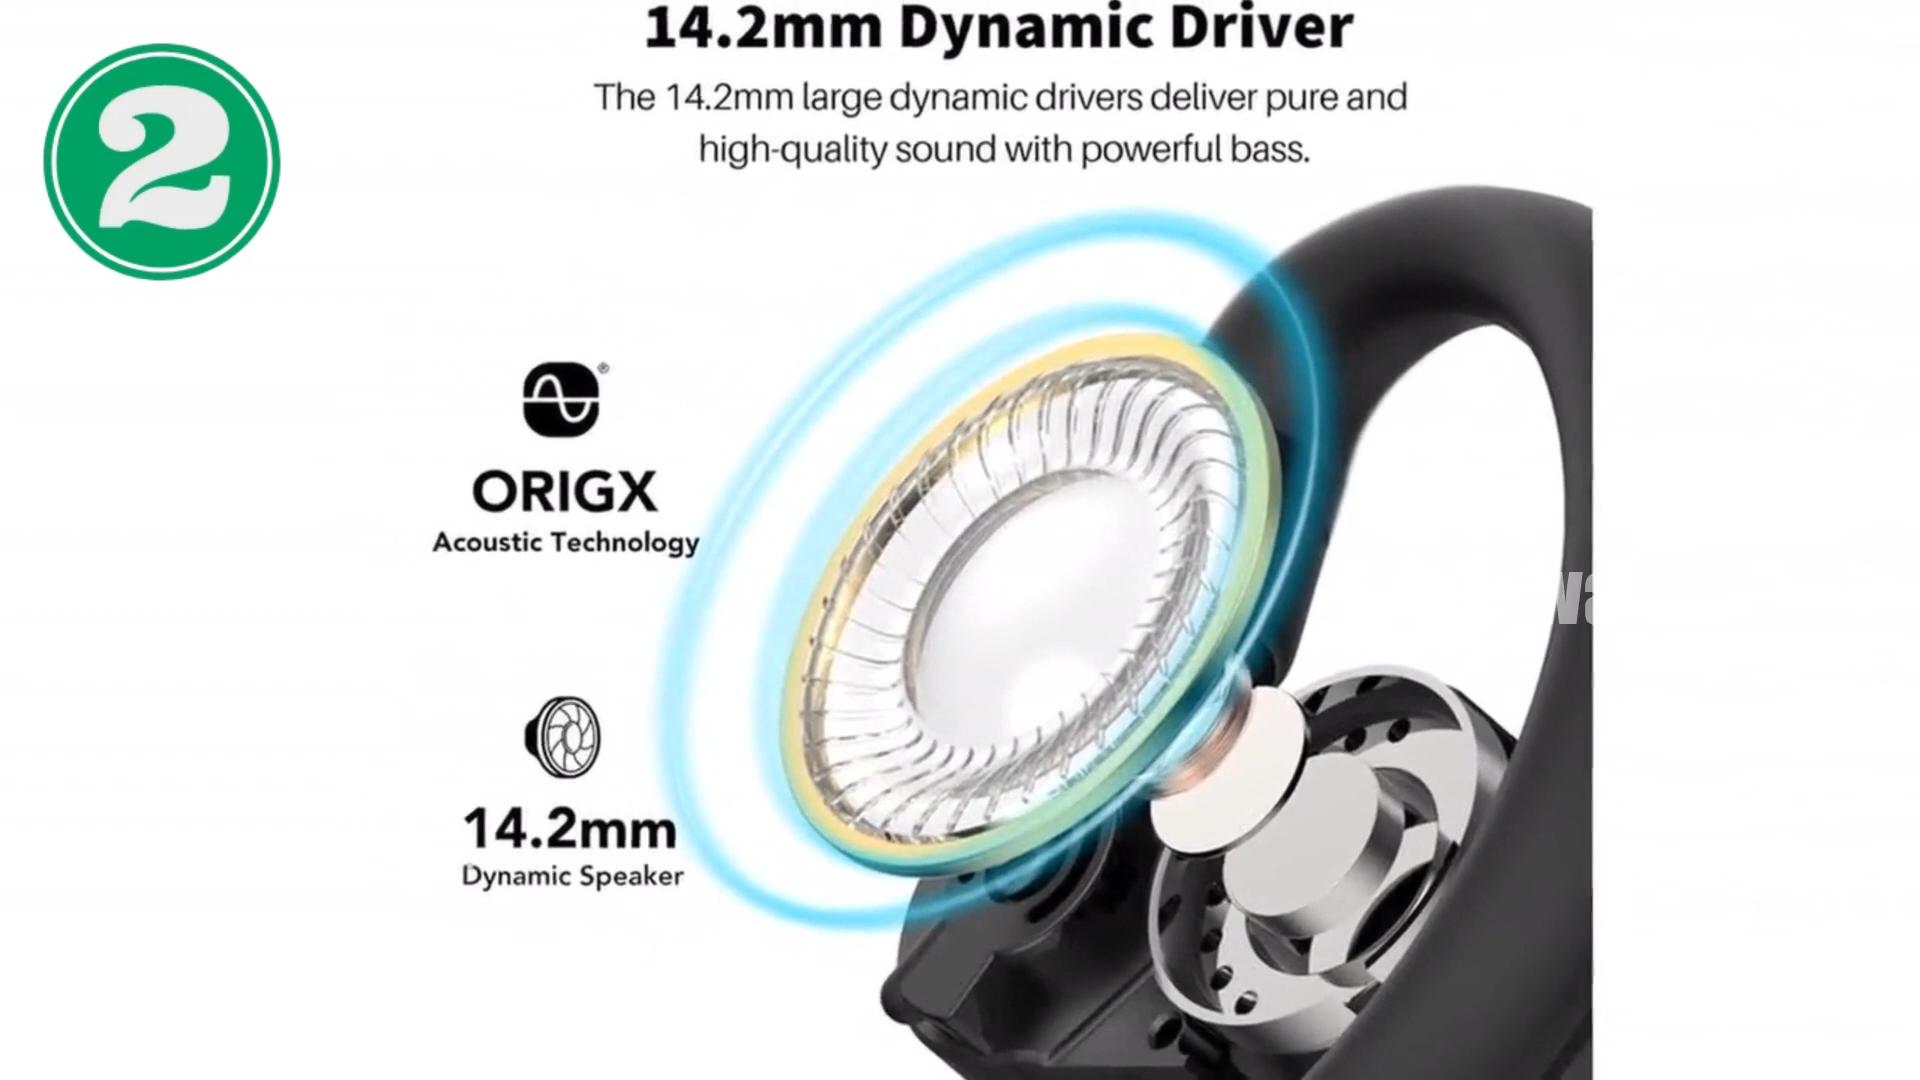 14.2mm Dynamic Driver
The 14.2mm large dynamic drivers deliver pure and
high-quality sound with powerful bass.
2
®
ORIGX
Acoustic Technology
14.2mm
Dynamic Speaker